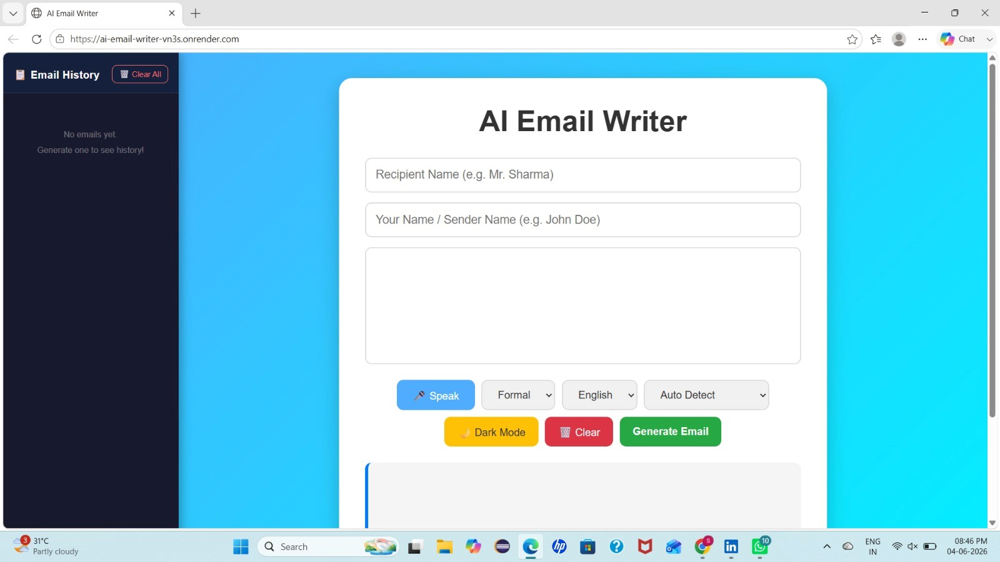 AI Email Writer
https://ai-email-writer-vn3s.onrender.com
Chat
Email History
Clear All
No emails yet.
Generate one to see history!
AI Email Writer
Recipient Name (e.g. Mr. Sharma)
Your Name / Sender Name (e.g. John Doe)
Speak
Formal
English
Auto Detect
Dark Mode
Clear
Generate Email
3
31°C
Partly cloudy
Search
hp
?
S
in
10
ENG
IN
08:46 PM
04-06-2026